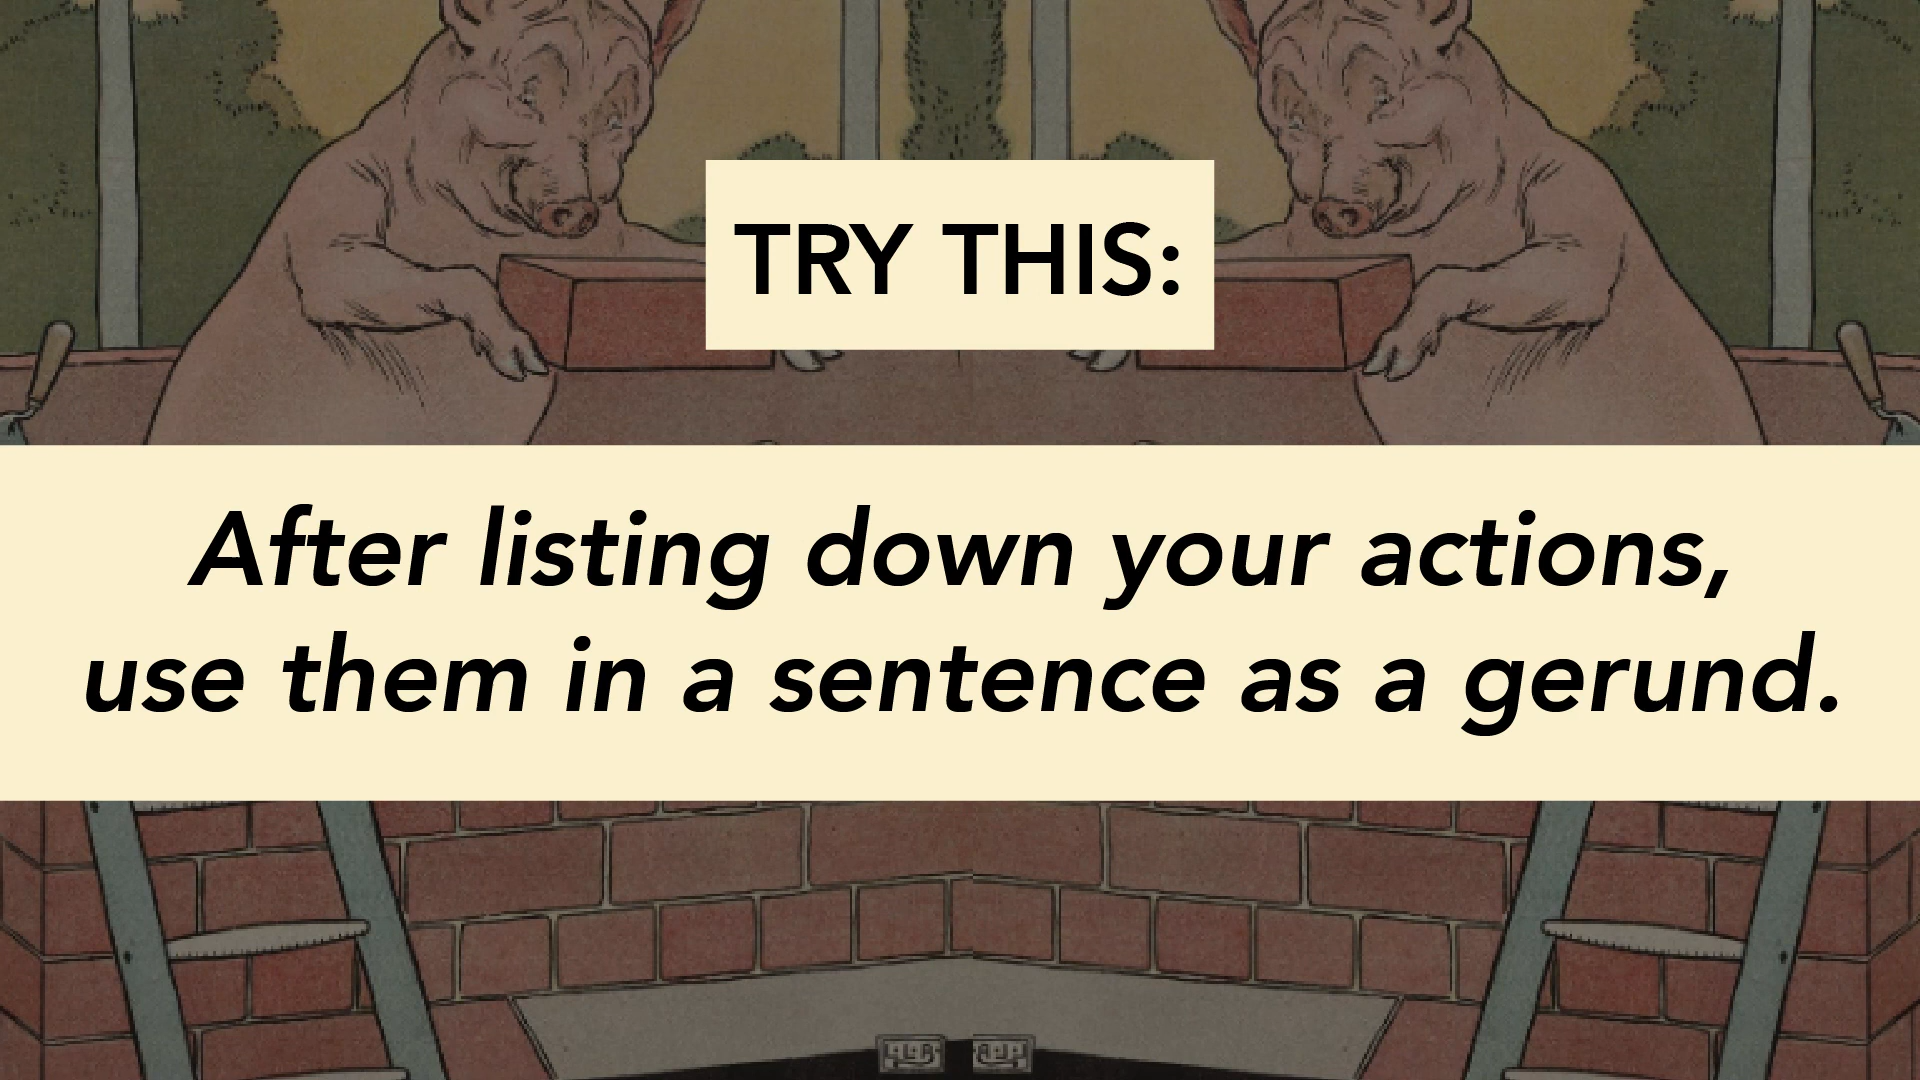 TRY THIS:
After listing down your actions,
use them in a sentence as a gerund.